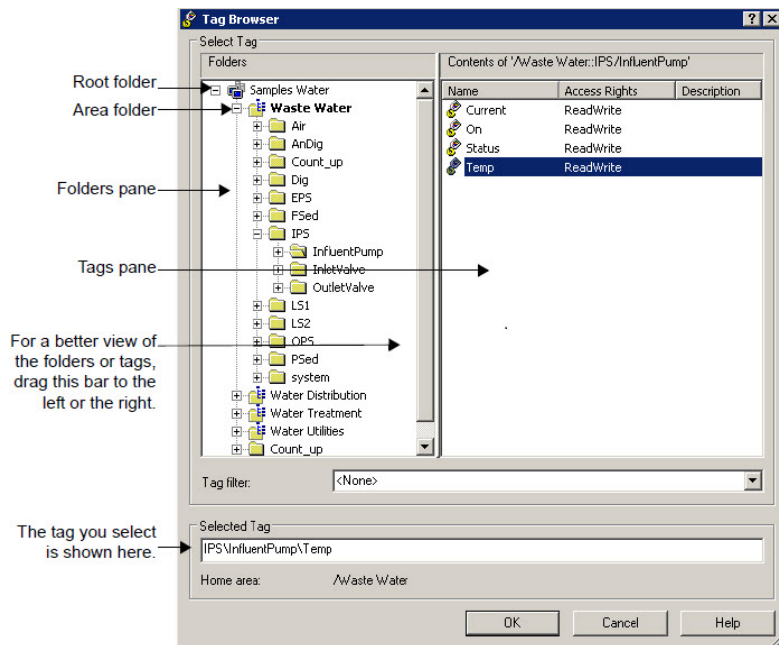 Tag Browser
Select Tag
Folders
Contents of '/Waste Water::IPS/InfluentPump'
Root folder
Samples Water
Name Access Rights Description
Area folder
Waste Water
Current ReadWrite
Air
On ReadWrite
AnDig
Status ReadWrite
Count_up
Temp ReadWrite
Dig
Folders pane
EPS
FSed
IPS
InfluentPump
Tags pane
InletValve
OutletValve
LS1
For a better view of
the folders or tags,
drag this bar to the
left or the right.
LS2
OPS
PSed
system
Water Distribution
Water Treatment
Water Utilities
Count_up
Tag filter: <None>
Selected Tag
The tag you select
is shown here.
IPS\InfluentPump\Temp
Home area: /Waste Water
OK Cancel Help